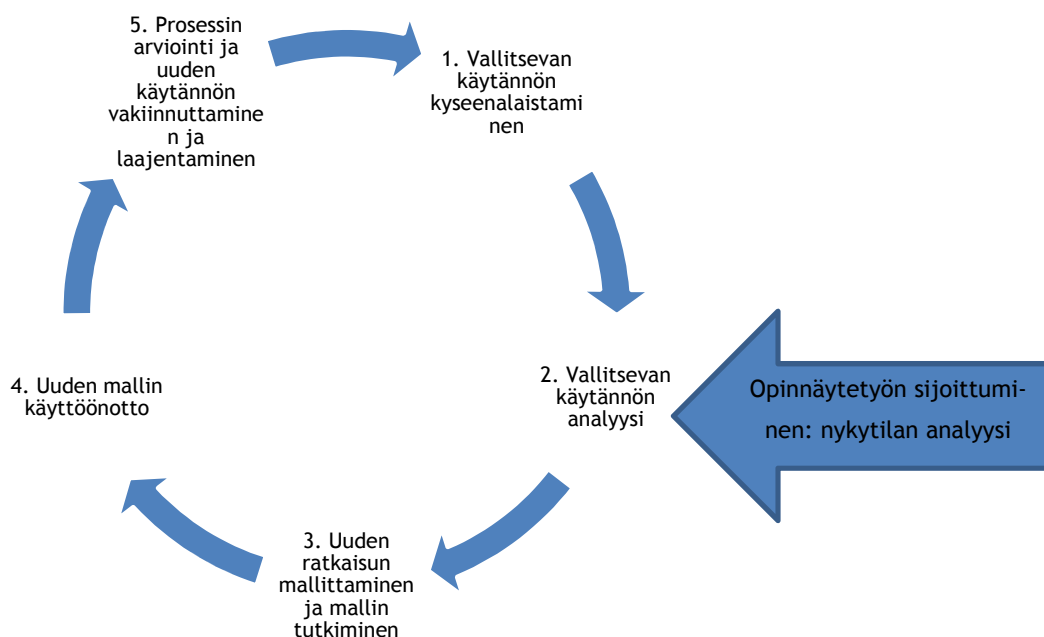 5. Prosessin
arviointi ja
uuden
käytännön
vakiinnuttamine
n ja
laajentaminen
1. Vallitsevan
käytännön
kyseenalaistami
nen
2. Vallitsevan
käytännön
analyysi
Opinnäytetyön sijoittumi-
nen: nykytilan analyysi
3. Uuden
ratkaisun
mallittaminen
ja mallin
tutkiminen
4. Uuden mallin
käyttöönotto